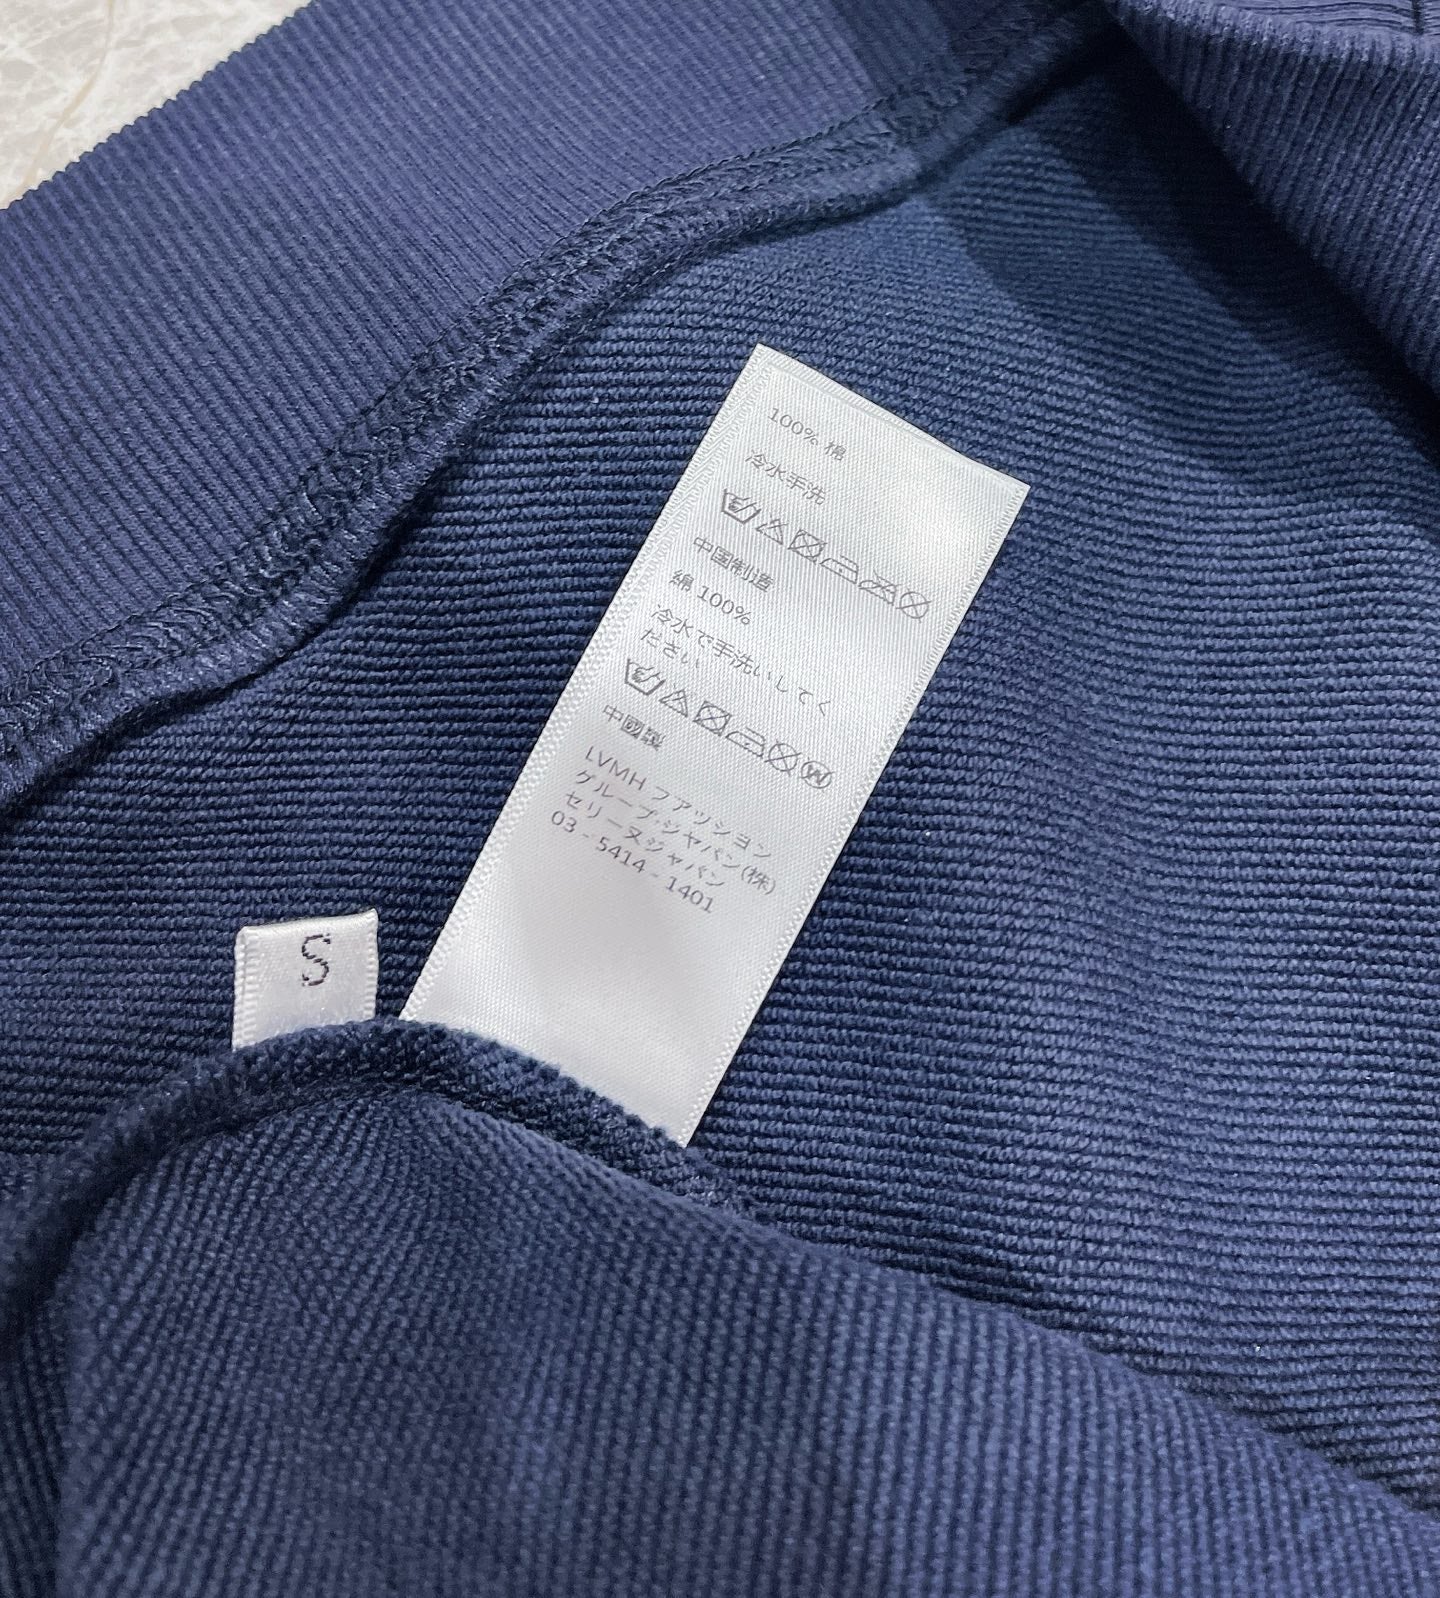 100% 棉
冷水手洗
中国制造
綿 100%
冷水で手洗いしてく
ださい
W
中國製
LVMH ファッション
グループ・ジャパン(株)
セリーヌジャパン
03 - 5414 - 1401
S